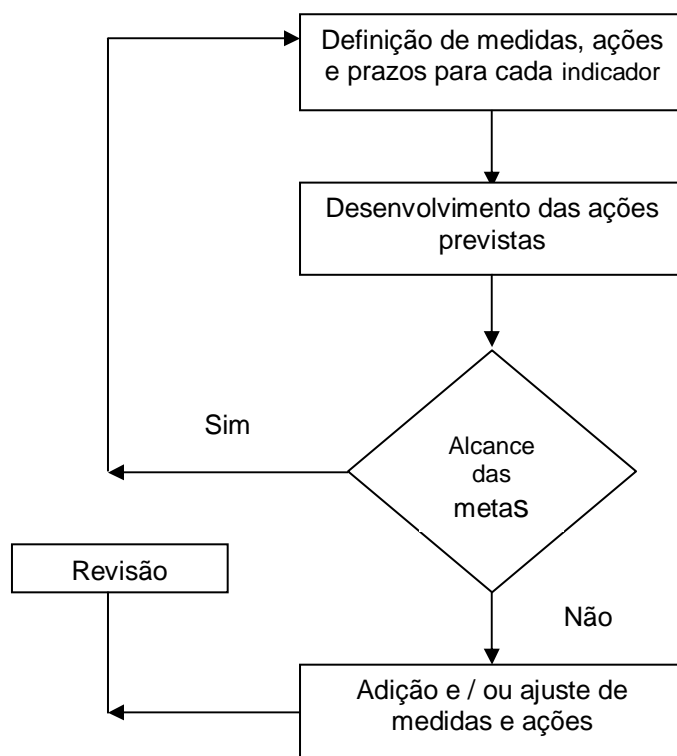 Definição de medidas, ações
e prazos para cada indicador
Desenvolvimento das ações
previstas
Sim
Alcance
das
metas
Revisão
Não
Adição e / ou ajuste de
medidas e ações